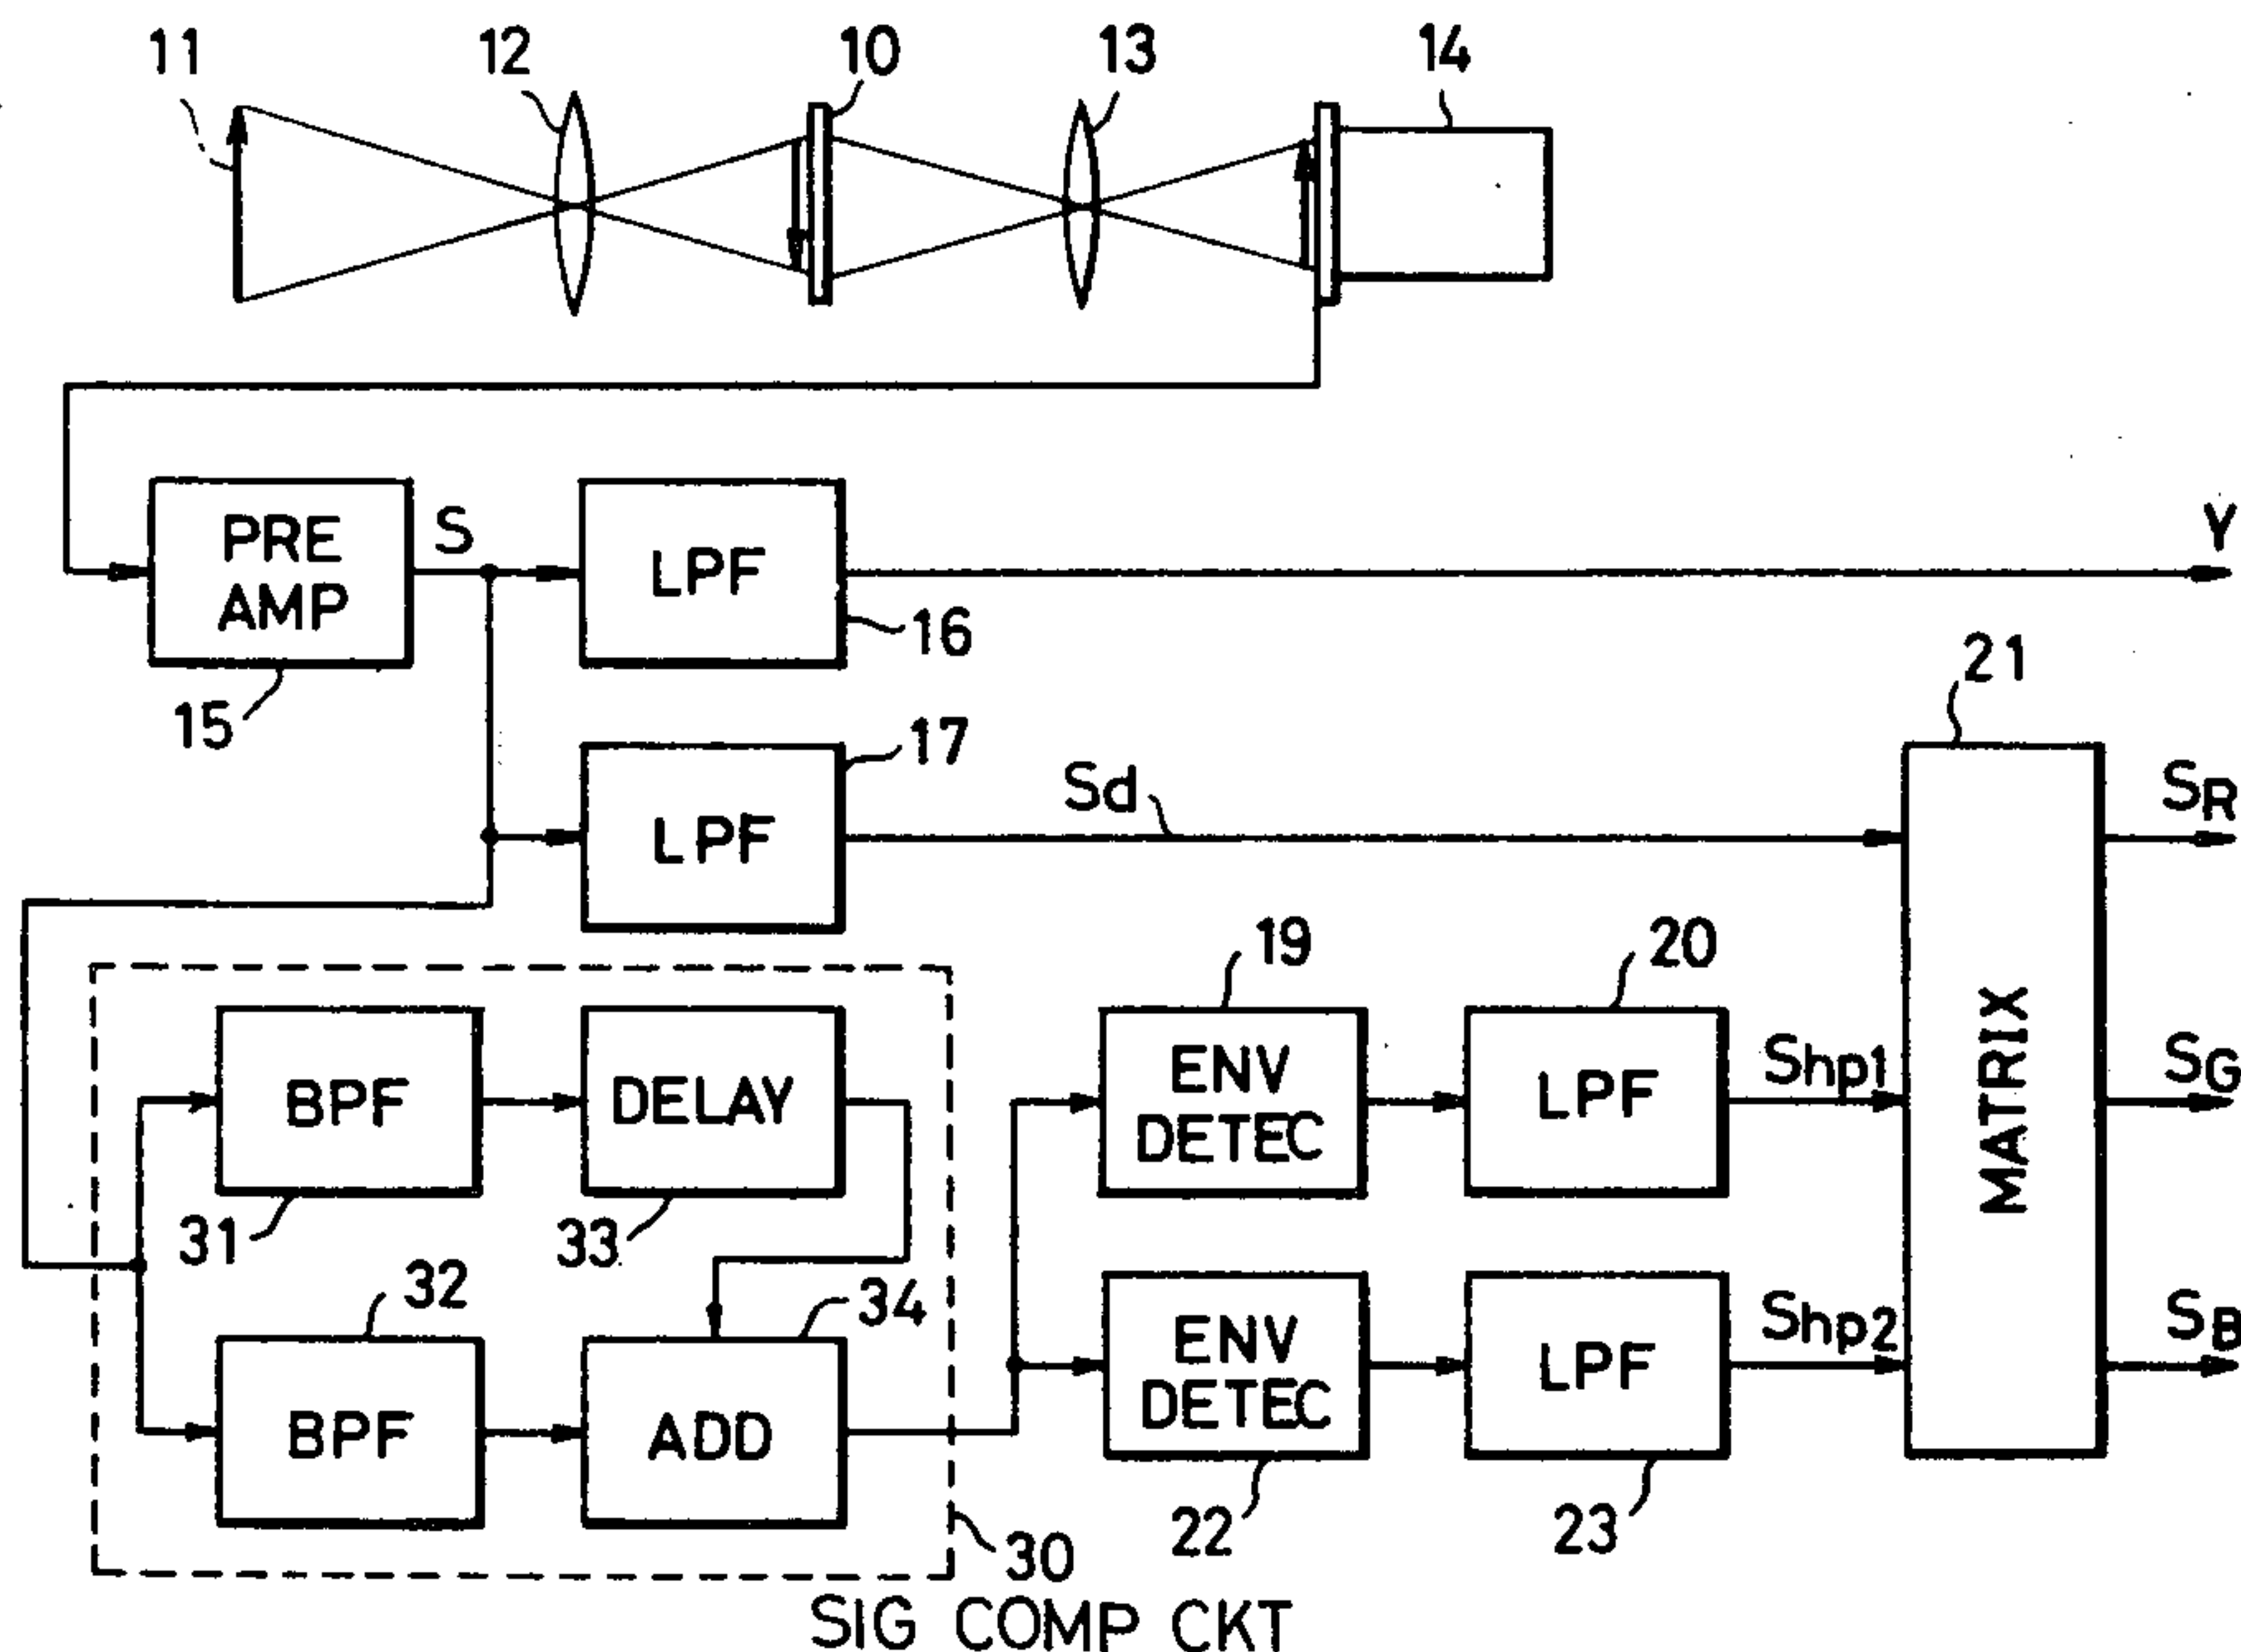 11 12 10 13 14
PRE
AMP
S
LPF
Y
16
15
21
17
LPF
Sd
SR
19 20
BPF
DELAY
ENV
DETEC
LPF
Shp1
SG
31 33
MATRIX
32 34
BPF
ADD
ENV
DETEC
LPF
Shp2
SB
22 23
30
SIG COMP CKT